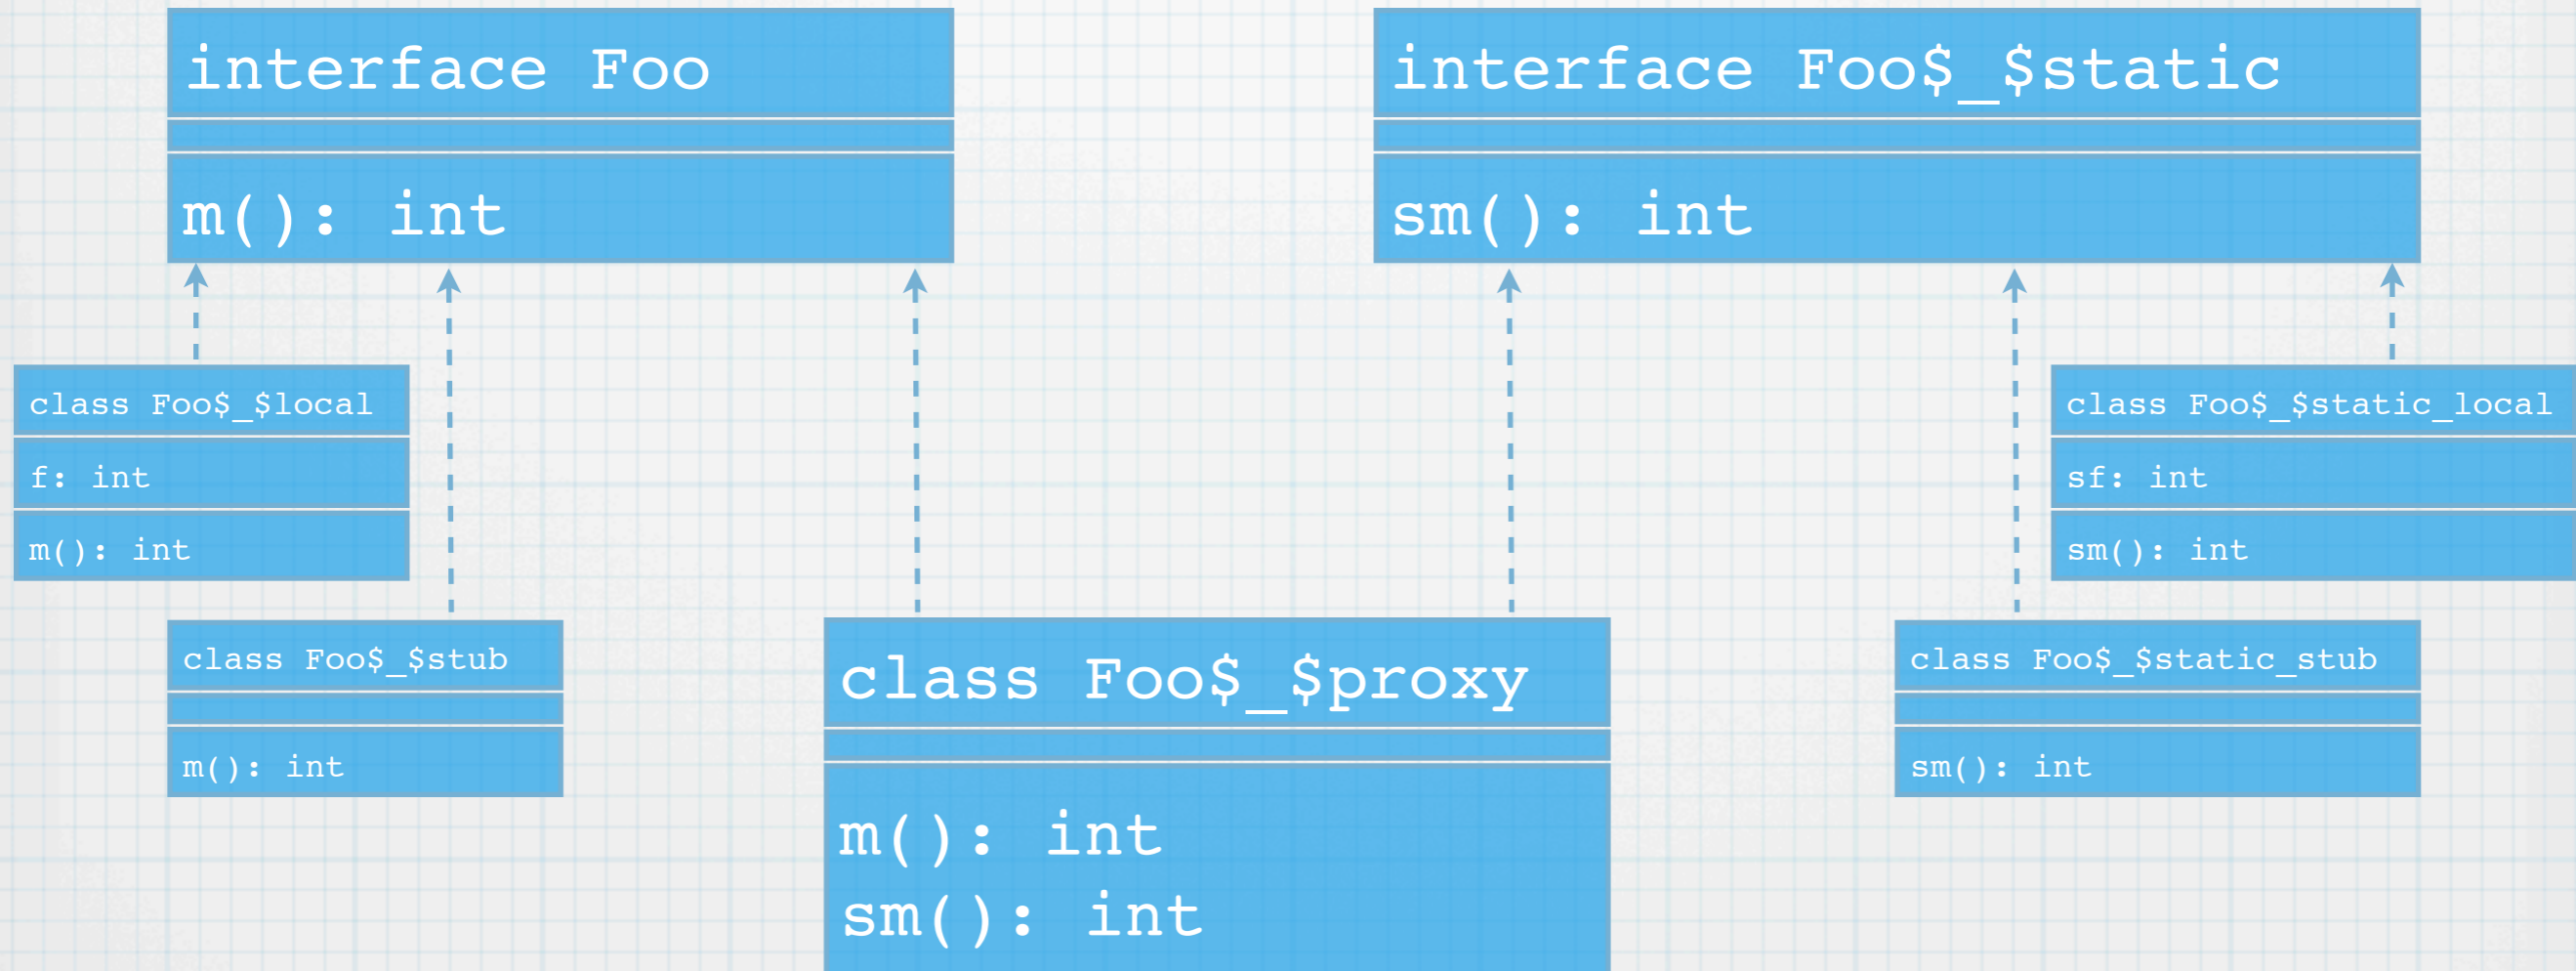 interface Foo
m(): int
interface Foo$_$static
sm(): int
class Foo$_$local
f: int
m(): int
class Foo$_$static_local
sf: int
sm(): int
class Foo$_$stub
m(): int
class Foo$_$proxy
m(): int
sm(): int
class Foo$_$static_stub
sm(): int